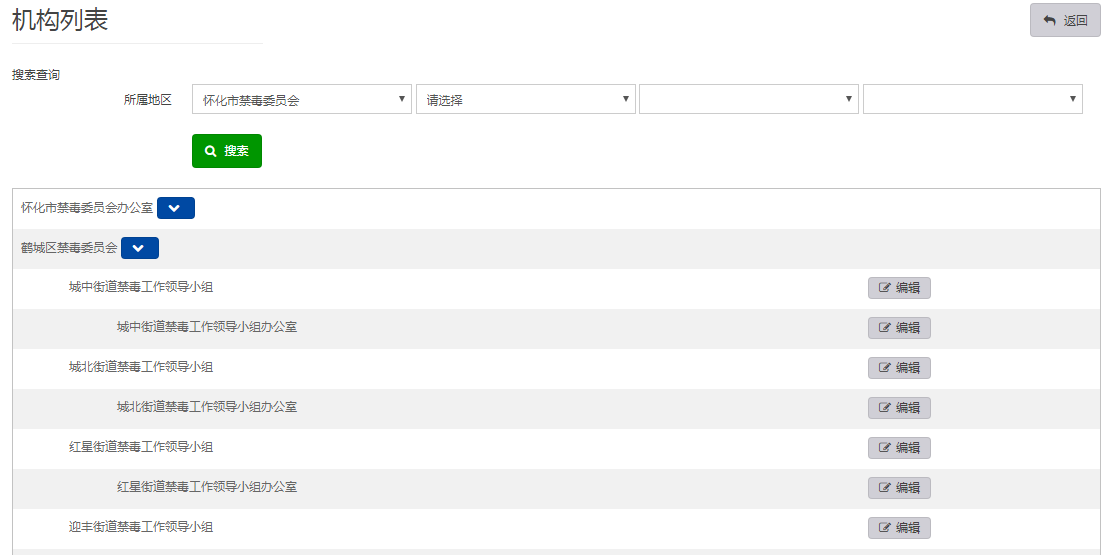 机构列表
返回
搜索查询
所属地区 怀化市禁毒委员会 请选择
搜索
怀化市禁毒委员会办公室
鹤城区禁毒委员会
城中街道禁毒工作领导小组 编辑
城中街道禁毒工作领导小组办公室 编辑
城北街道禁毒工作领导小组 编辑
城北街道禁毒工作领导小组办公室 编辑
红星街道禁毒工作领导小组 编辑
红星街道禁毒工作领导小组办公室 编辑
迎丰街道禁毒工作领导小组 编辑